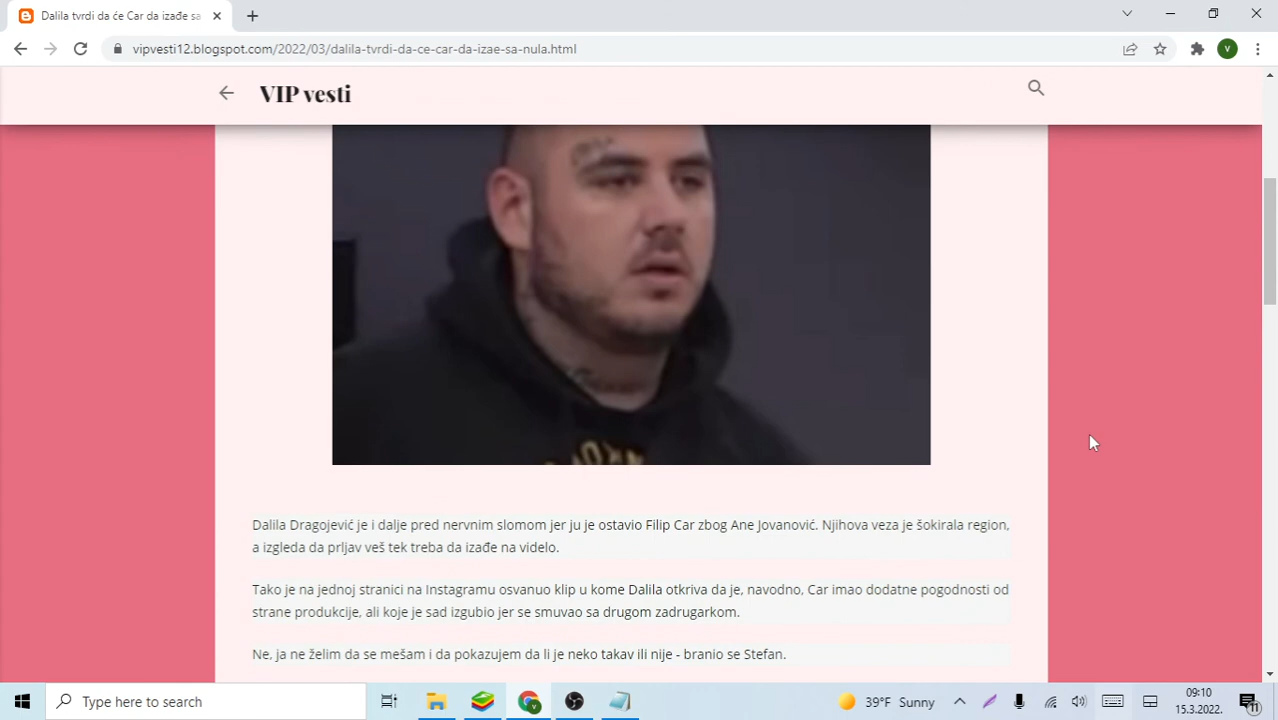 Dalila tvrdi da će Car da izađe sa
vipvesti12.blogspot.com/2022/03/dalila-tvrdi-da-ce-car-da-izae-sa-nula.html
V
VIP vesti
Dalila Dragojević je i dalje pred nervnim slomom jer ju je ostavio Filip Car zbog Ane Jovanović. Njihova veza je šokirala region,
a izgleda da prljav veš tek treba da izađe na videlo.
Tako je na jednoj stranici na Instagramu osvanuo klip u kome Dalila otkriva da je, navodno, Car imao dodatne pogodnosti od
strane produkcije, ali koje je sad izgubio jer se smuvao sa drugom zadrugarkom.
Ne, ja ne želim da se mešam i da pokazujem da li je neko takav ili nije - branio se Stefan.
Type here to search
39°F Sunny
09:10
15.3.2022.
11